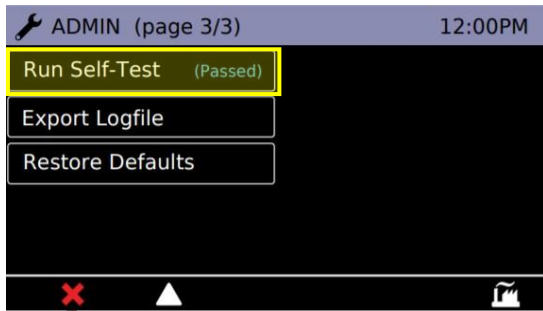 ADMIN (page 3/3) 12:00PM
Run Self-Test (Passed)
Export Logfile
Restore Defaults